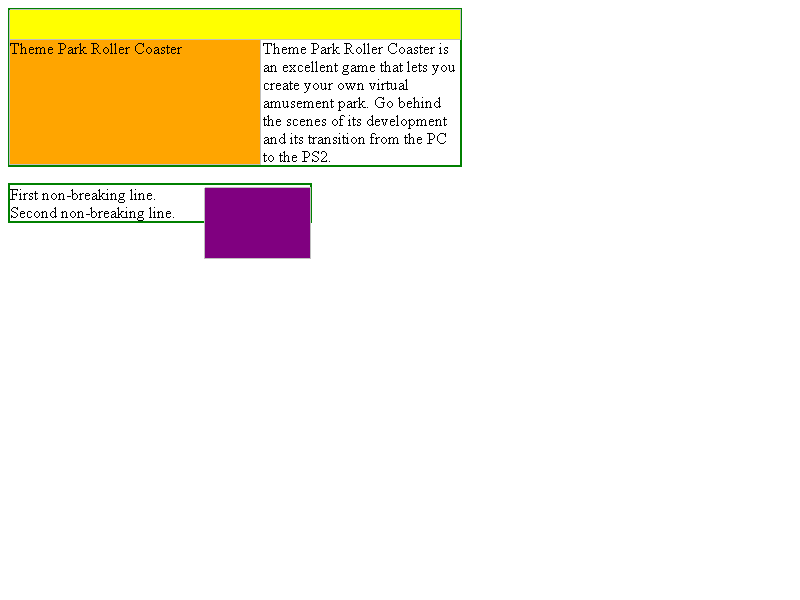 Theme Park Roller Coaster
Theme Park Roller Coaster is
an excellent game that lets you
create your own virtual
amusement park. Go behind
the scenes of its development
and its transition from the PC
to the PS2.
First non-breaking line.
Second non-breaking line.